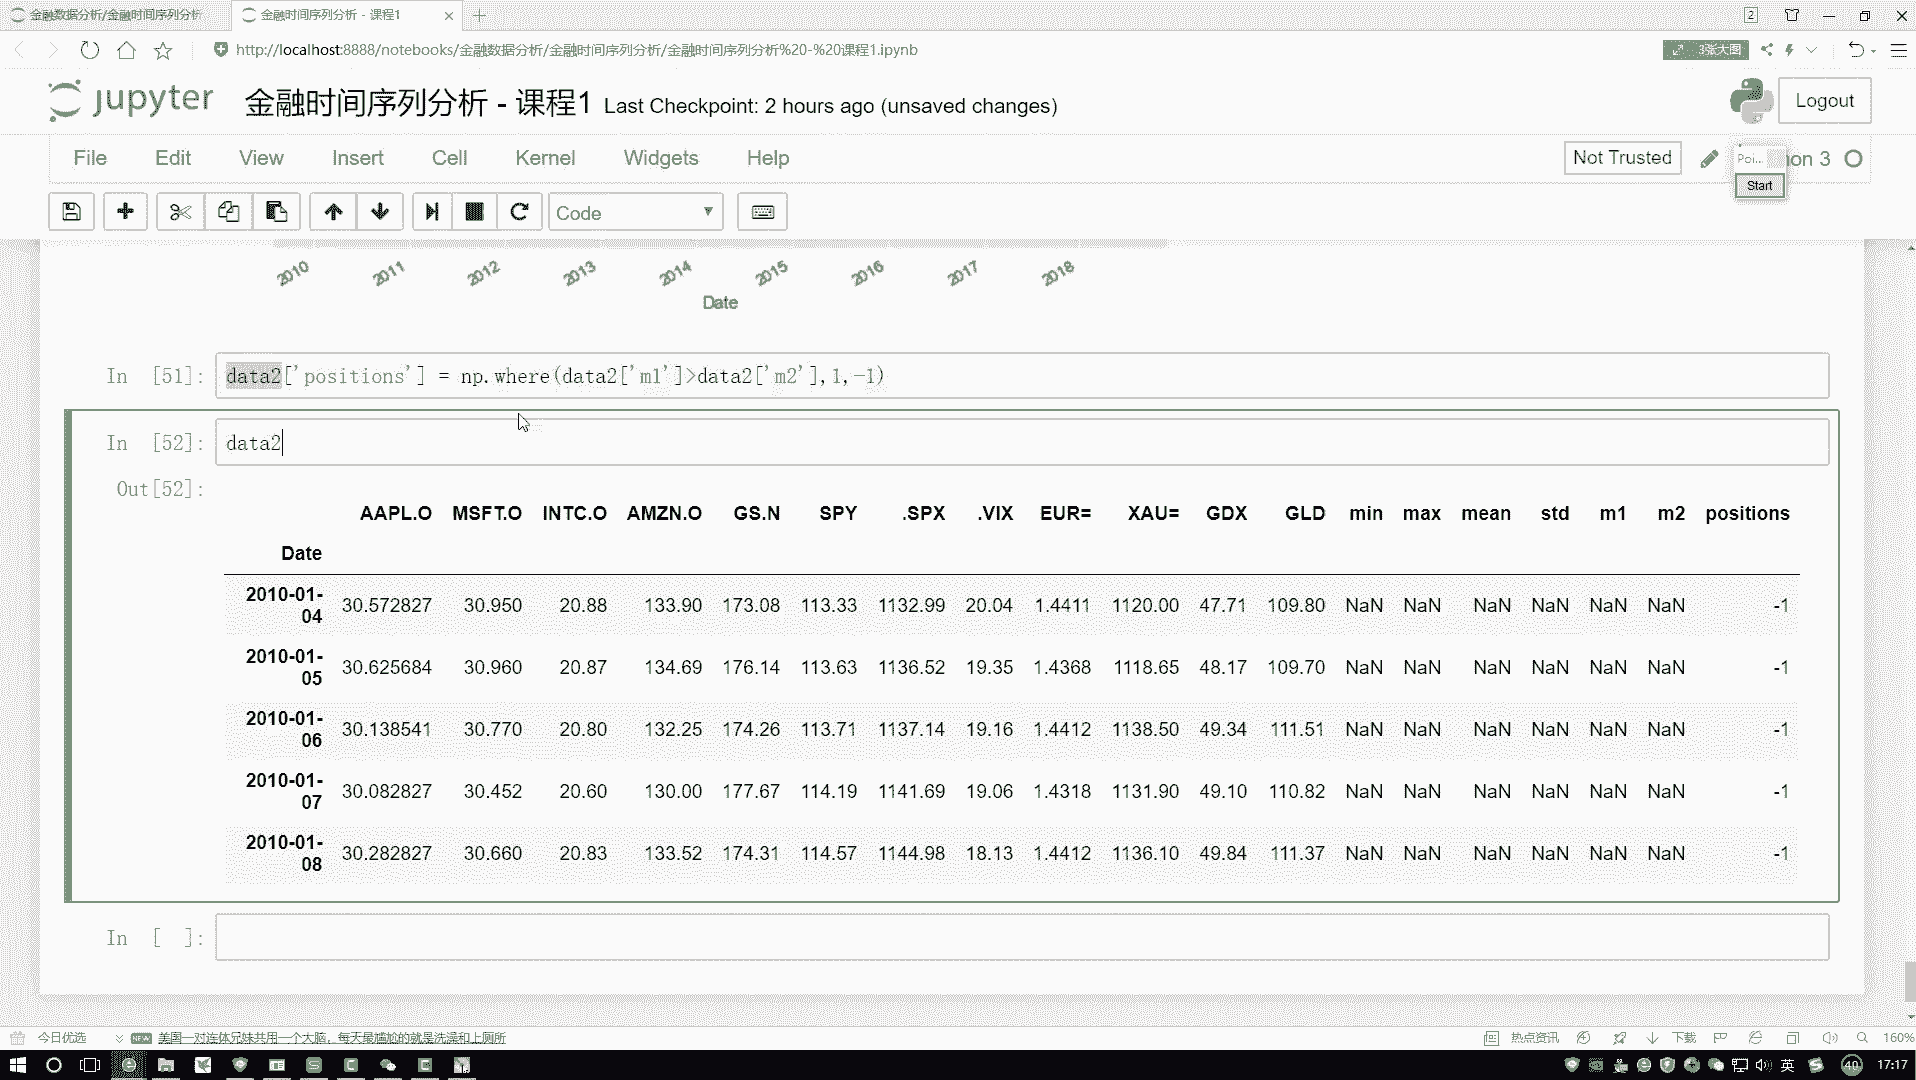 金融数据分析/金融时间序列分析
金融时间序列分析 - 课程1
2
http://localhost:8888/notebooks/金融数据分析/金融时间序列分析/金融时间序列分析%20-%20课程1.ipynb
3张大图
jupyter 金融时间序列分析 - 课程1 Last Checkpoint: 2 hours ago (unsaved changes)
Logout
File Edit View Insert Cell Kernel Widgets Help
Not Trusted
Poi... on 3
Start
Code
2010 2011 2012 2013 2014 2015 2016 2017 2018
Date
In [51]: data2['positions'] = np.where(data2['m1']>data2['m2'],1,-1)
In [52]: data2
Out[52]:
AAPL.O MSFT.O INTC.O AMZN.O GS.N SPY .SPX .VIX EUR= XAU= GDX GLD min max mean std m1 m2 positions
Date
2010-01-04 30.572827 30.950 20.88 133.90 173.08 113.33 1132.99 20.04 1.4411 1120.00 47.71 109.80 NaN NaN NaN NaN NaN NaN -1
2010-01-05 30.625684 30.960 20.87 134.69 176.14 113.63 1136.52 19.35 1.4368 1118.65 48.17 109.70 NaN NaN NaN NaN NaN NaN -1
2010-01-06 30.138541 30.770 20.80 132.25 174.26 113.71 1137.14 19.16 1.4412 1138.50 49.34 111.51 NaN NaN NaN NaN NaN NaN -1
2010-01-07 30.082827 30.452 20.60 130.00 177.67 114.19 1141.69 19.06 1.4318 1131.90 49.10 110.82 NaN NaN NaN NaN NaN NaN -1
2010-01-08 30.282827 30.660 20.83 133.52 174.31 114.57 1144.98 18.13 1.4412 1136.10 49.84 111.37 NaN NaN NaN NaN NaN NaN -1
In [ ]:
今日优选
NEW 美国一对连体兄妹共用一个大脑，每天最尴尬的就是洗澡和上厕所
热点资讯
下载
160%
英
40
17:17